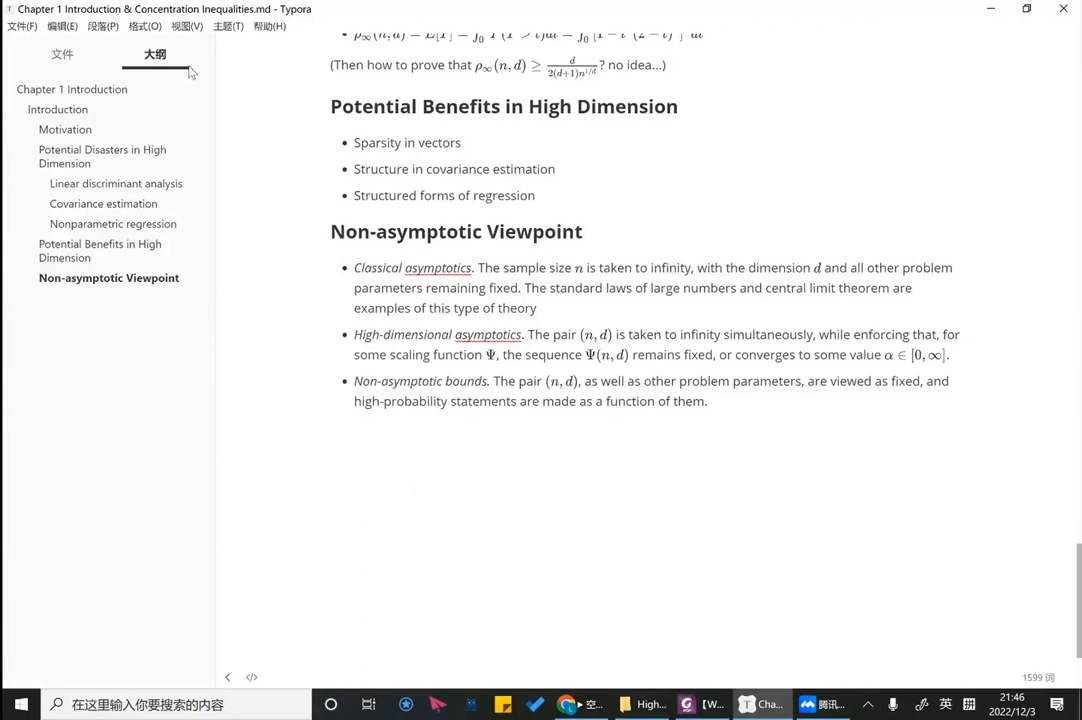 Chapter 1 Introduction & Concentration Inequalities.md - Typora
文件(F) 编辑(E) 段落(P) 格式(O) 视图(V) 主题(T) 帮助(H)
文件 大纲
Chapter 1 Introduction
Introduction
Motivation
Potential Disasters in High
Dimension
Linear discriminant analysis
Covariance estimation
Nonparametric regression
Potential Benefits in High
Dimension
Non-asymptotic Viewpoint
(Then how to prove that ρ∞(n, d) ≥ d/(2(d+1)n^{1/d})? no idea...)
Potential Benefits in High Dimension
• Sparsity in vectors
• Structure in covariance estimation
• Structured forms of regression
Non-asymptotic Viewpoint
• Classical asymptotics. The sample size n is taken to infinity, with the dimension d and all other problem
parameters remaining fixed. The standard laws of large numbers and central limit theorem are
examples of this type of theory
• High-dimensional asymptotics. The pair (n, d) is taken to infinity simultaneously, while enforcing that, for
some scaling function Ψ, the sequence Ψ(n, d) remains fixed, or converges to some value α ∈ [0, ∞].
• Non-asymptotic bounds. The pair (n, d), as well as other problem parameters, are viewed as fixed, and
high-probability statements are made as a function of them.
1599 词
在这里输入你要搜索的内容
空... High... 【W... Cha... 腾讯... 英 拼
21:46
2022/12/3